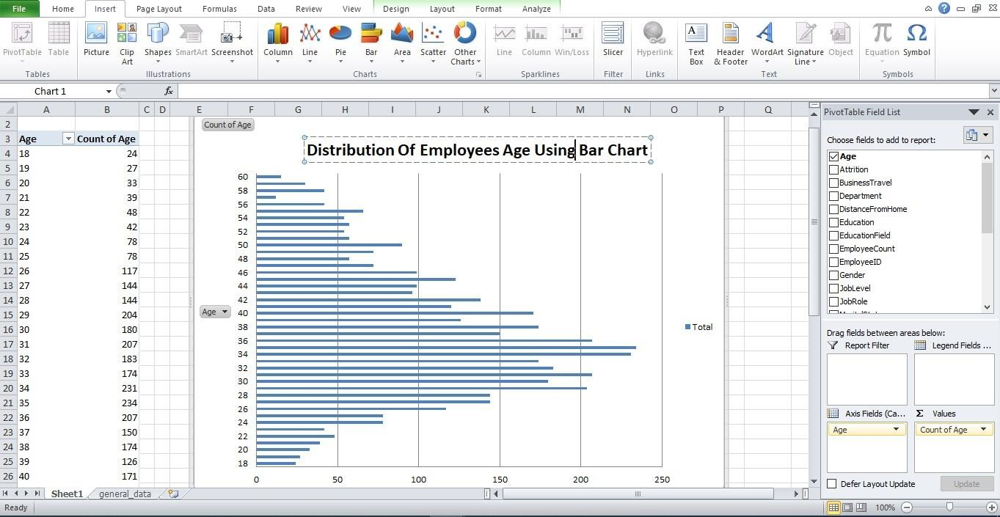 File Home Insert Page Layout Formulas Data Review View Design Layout Format Analyze
PivotTable Table Picture Clip Art Shapes SmartArt Screenshot Column Line Pie Bar Area Scatter Other Charts Line Column Win/Loss Slicer Hyperlink Text Box Header & Footer WordArt Signature Line Object Equation Symbol
Tables Illustrations Charts Sparklines Filter Links Text Symbols
Chart 1 fx
A B C D E F G H I J K L M N O P Q
2
3 Age Count of Age
4 18 24
5 19 27
6 20 33
7 21 39
8 22 48
9 23 42
10 24 78
11 25 78
12 26 117
13 27 144
14 28 144
15 29 204
16 30 180
17 31 207
18 32 183
19 33 174
20 34 231
21 35 234
22 36 207
23 37 150
24 38 174
25 39 126
26 40 171
Count of Age
Distribution Of Employees Age Using Bar Chart
60
58
56
54
52
50
48
46
44
42
40
38
36
34
32
30
28
26
24
22
20
18
0 50 100 150 200 250
Age
Total
PivotTable Field List
Choose fields to add to report:
Age
Attrition
BusinessTravel
Department
DistanceFromHome
Education
EducationField
EmployeeCount
EmployeeID
Gender
JobLevel
JobRole
Drag fields between areas below:
Report Filter Legend Fields ...
Axis Fields (Ca... Σ Values
Age Count of Age
Defer Layout Update Update
Sheet1 general_data
Ready 100%